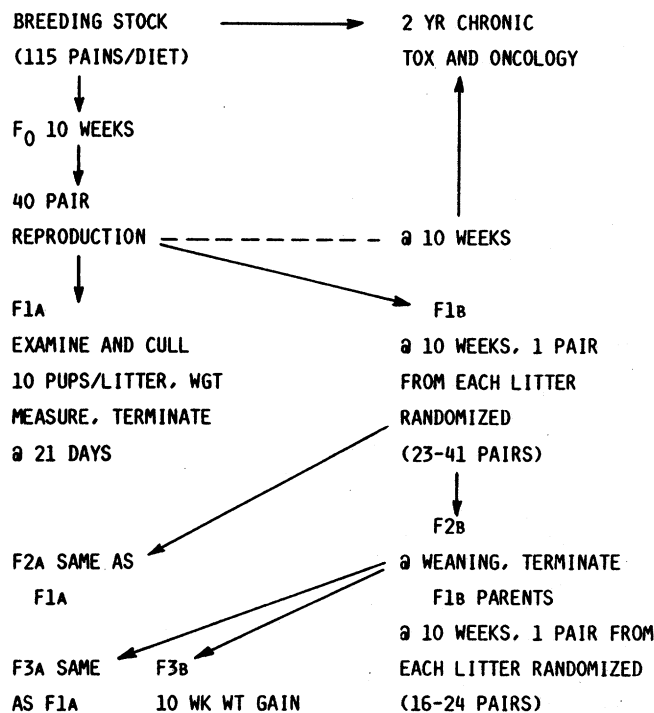 BREEDING STOCK
(115 PAINS/DIET)
2 YR CHRONIC
TOX AND ONCOLOGY
F0 10 WEEKS
40 PAIR
REPRODUCTION
a 10 WEEKS
F1A
EXAMINE AND CULL
10 PUPS/LITTER, WGT
MEASURE, TERMINATE
a 21 DAYS
F1B
a 10 WEEKS, 1 PAIR
FROM EACH LITTER
RANDOMIZED
(23-41 PAIRS)
F2A SAME AS
F1A
F2B
a WEANING, TERMINATE
F1B PARENTS
a 10 WEEKS, 1 PAIR FROM
EACH LITTER RANDOMIZED
(16-24 PAIRS)
F3A SAME
AS F1A
F3B
10 WK WT GAIN